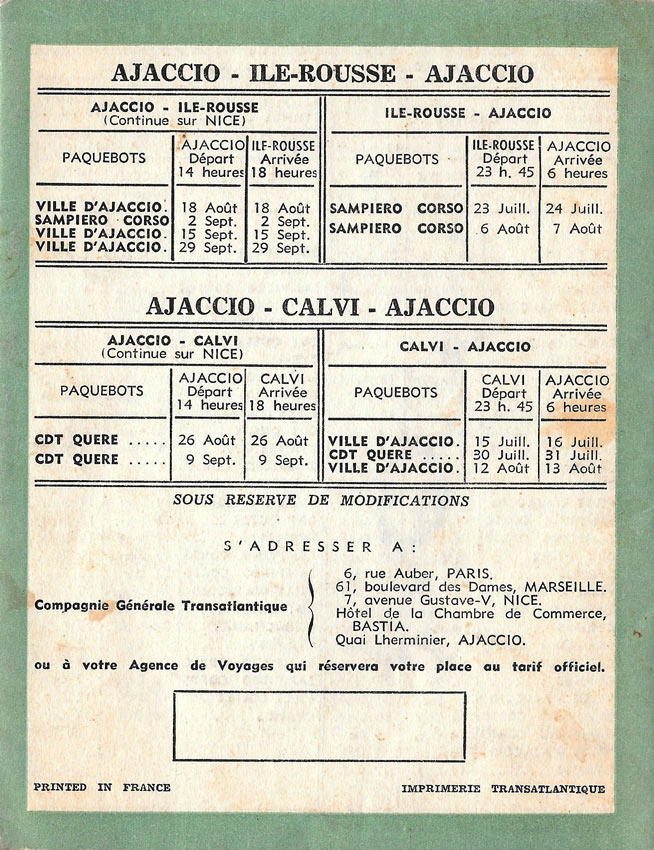 AJACCIO - ILE-ROUSSE - AJACCIO
AJACCIO - ILE-ROUSSE
(Continue sur NICE)
PAQUEBOTS
AJACCIO Départ 14 heures
ILE-ROUSSE Arrivée 18 heures
VILLE D'AJACCIO. 18 Août 18 Août
SAMPIERO CORSO 2 Sept. 2 Sept.
VILLE D'AJACCIO. 15 Sept. 15 Sept.
VILLE D'AJACCIO. 29 Sept. 29 Sept.
ILE-ROUSSE - AJACCIO
PAQUEBOTS
ILE-ROUSSE Départ 23 h. 45
AJACCIO Arrivée 6 heures
SAMPIERO CORSO 23 Juill. 24 Juill.
SAMPIERO CORSO 6 Août 7 Août
AJACCIO - CALVI - AJACCIO
AJACCIO - CALVI
(Continue sur NICE)
PAQUEBOTS
AJACCIO Départ 14 heures
CALVI Arrivée 18 heures
CDT QUERE ..... 26 Août 26 Août
CDT QUERE ..... 9 Sept. 9 Sept.
CALVI - AJACCIO
PAQUEBOTS
CALVI Départ 23 h. 45
AJACCIO Arrivée 6 heures
VILLE D'AJACCIO. 15 Juill. 16 Juill.
CDT QUERE ..... 30 Juill. 31 Juill.
VILLE D'AJACCIO. 12 Août 13 Août
SOUS RESERVE DE MODIFICATIONS
S'ADRESSER A :
Compagnie Générale Transatlantique
6, rue Auber, PARIS.
61, boulevard des Dames, MARSEILLE.
7, avenue Gustave-V, NICE.
Hôtel de la Chambre de Commerce,
BASTIA.
Quai Lherminier, AJACCIO.
ou à votre Agence de Voyages qui réservera votre place au tarif officiel.
PRINTED IN FRANCE
IMPRIMERIE TRANSATLANTIQUE